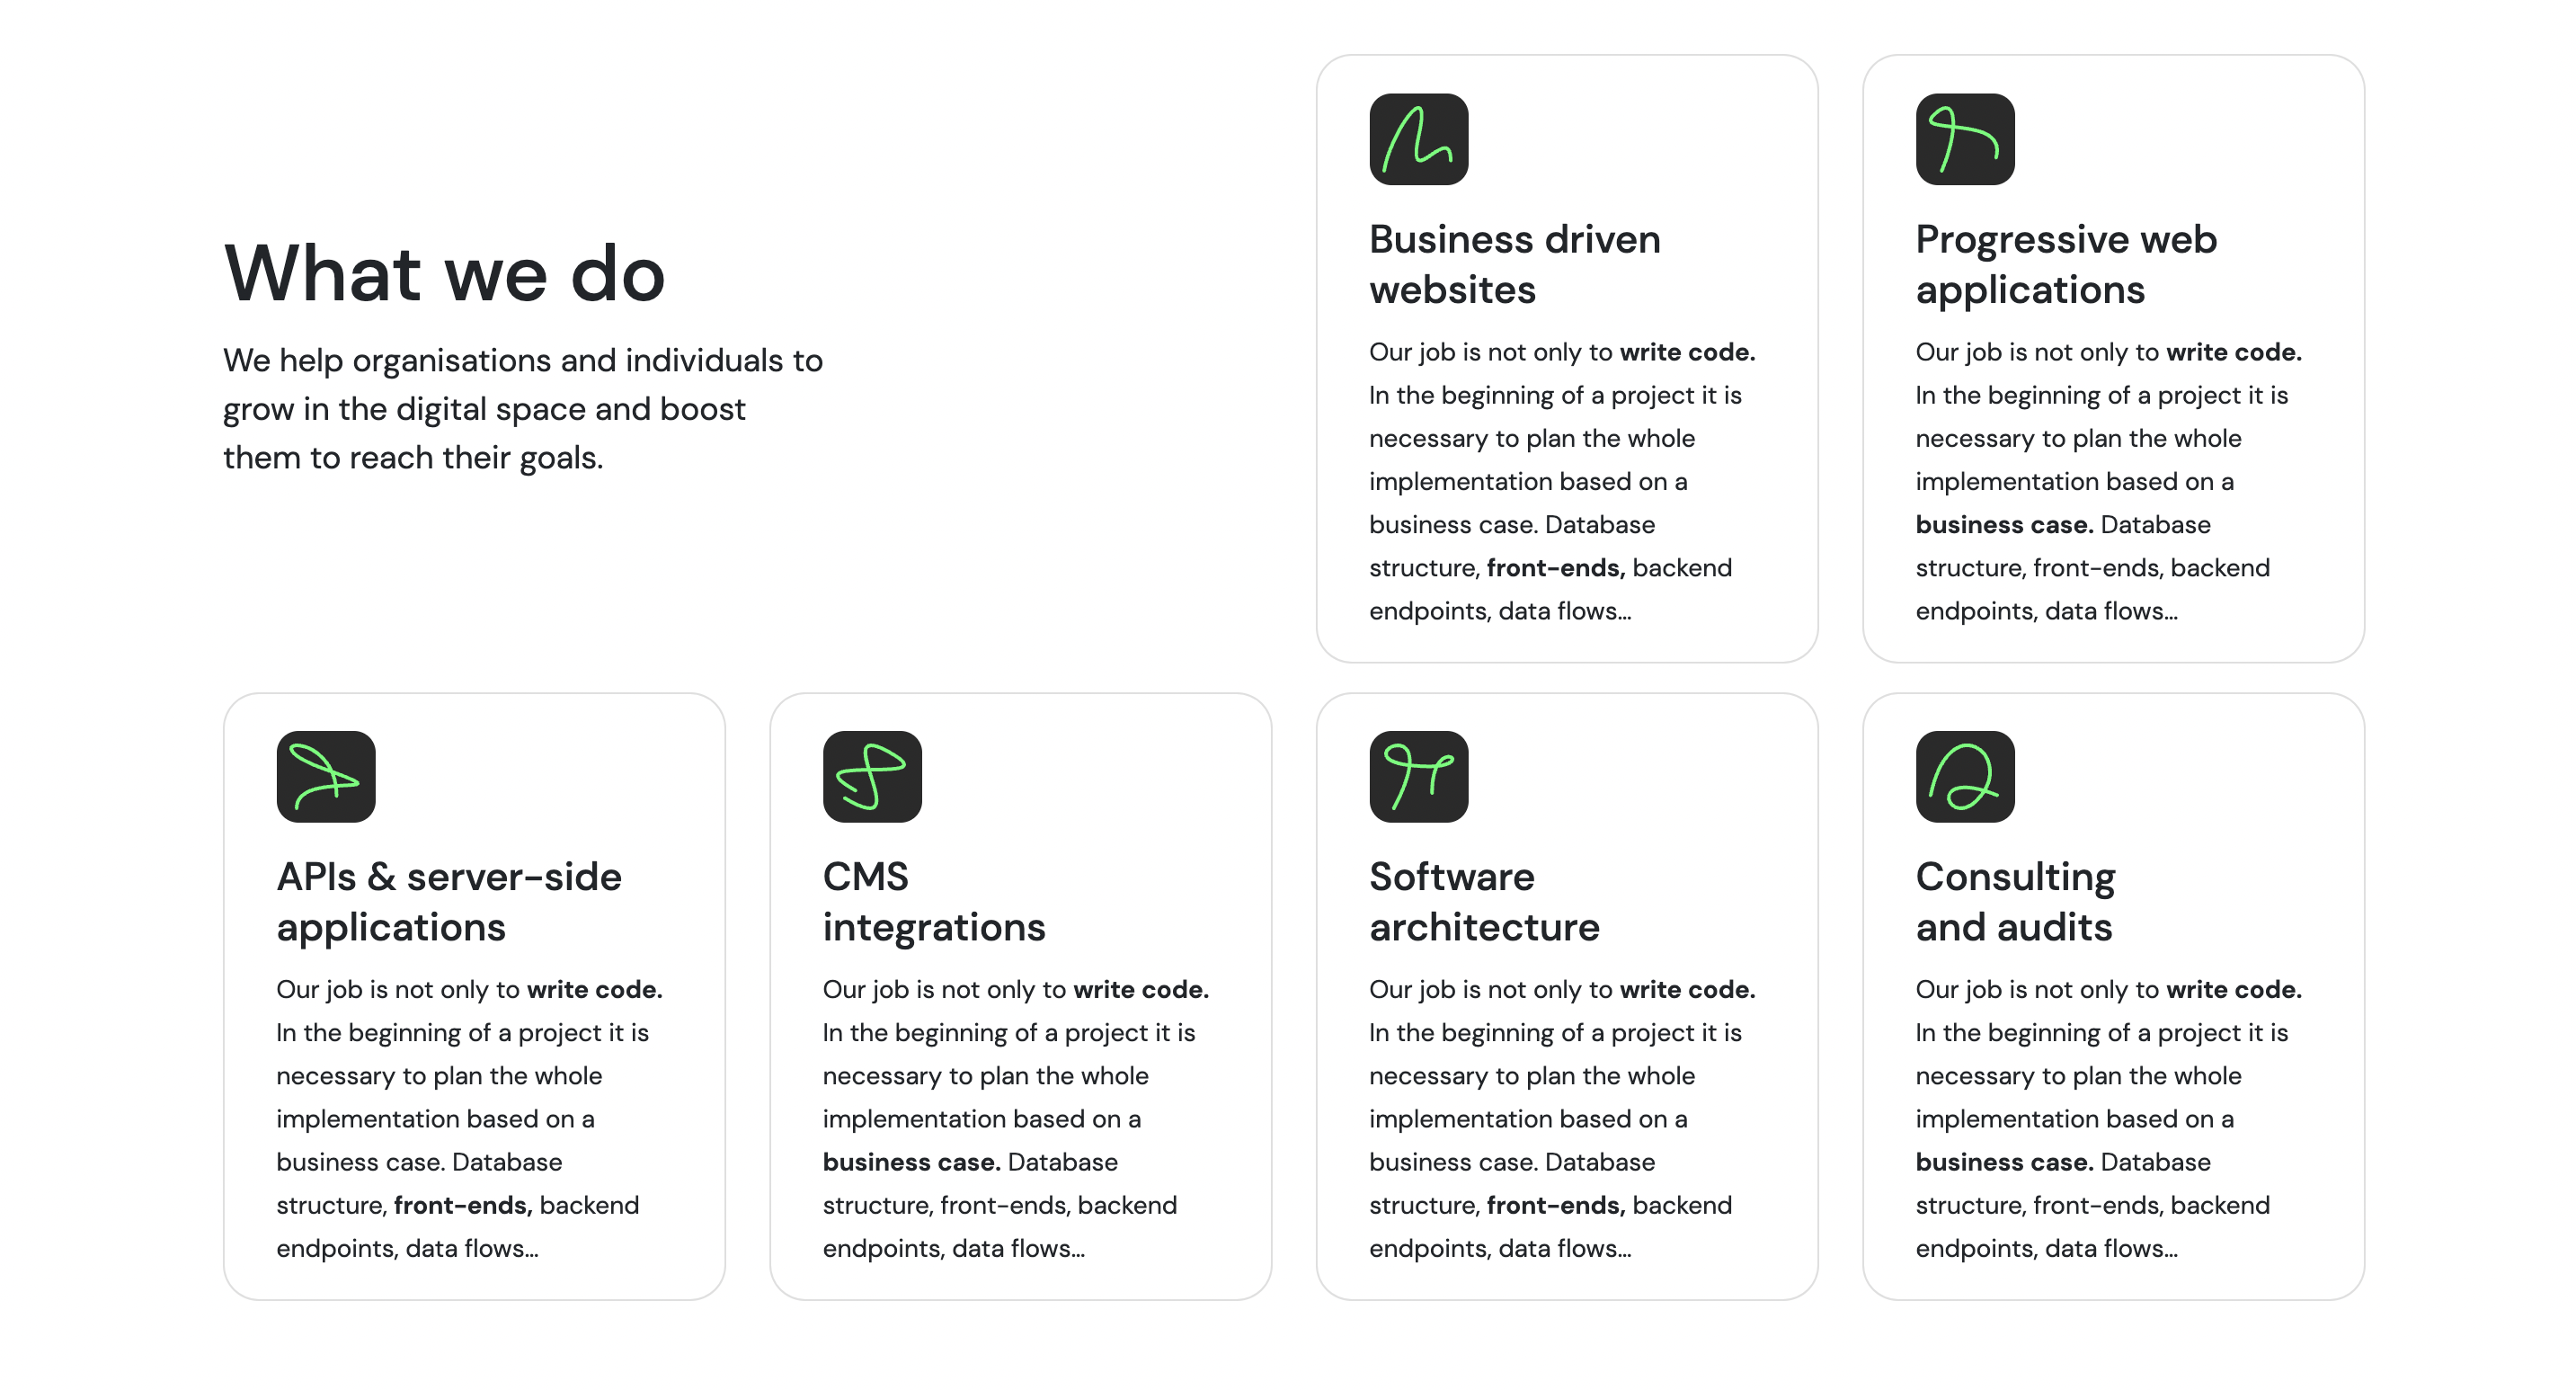 What we do
We help organisations and individuals to
grow in the digital space and boost
them to reach their goals.
Business driven
websites
Our job is not only to write code.
In the beginning of a project it is
necessary to plan the whole
implementation based on a
business case. Database
structure, front-ends, backend
endpoints, data flows...
Progressive web
applications
Our job is not only to write code.
In the beginning of a project it is
necessary to plan the whole
implementation based on a
business case. Database
structure, front-ends, backend
endpoints, data flows...
APIs & server-side
applications
Our job is not only to write code.
In the beginning of a project it is
necessary to plan the whole
implementation based on a
business case. Database
structure, front-ends, backend
endpoints, data flows...
CMS
integrations
Our job is not only to write code.
In the beginning of a project it is
necessary to plan the whole
implementation based on a
business case. Database
structure, front-ends, backend
endpoints, data flows...
Software
architecture
Our job is not only to write code.
In the beginning of a project it is
necessary to plan the whole
implementation based on a
business case. Database
structure, front-ends, backend
endpoints, data flows...
Consulting
and audits
Our job is not only to write code.
In the beginning of a project it is
necessary to plan the whole
implementation based on a
business case. Database
structure, front-ends, backend
endpoints, data flows...